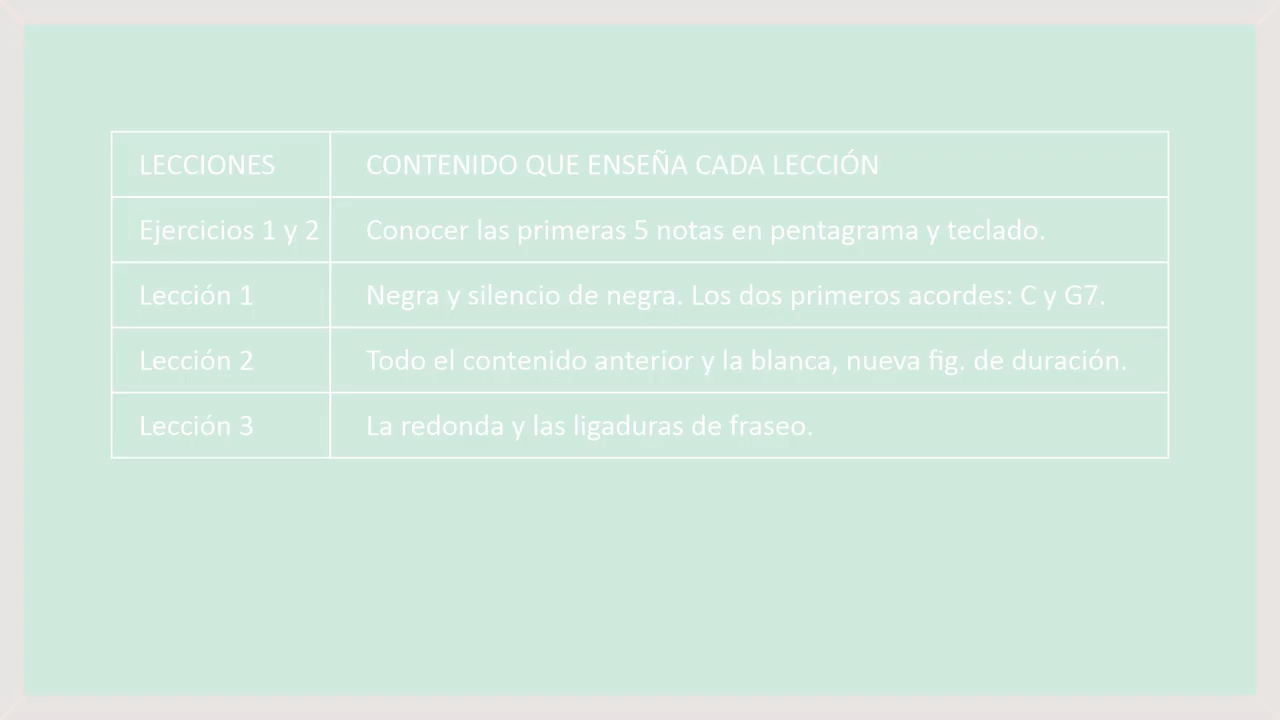 LECCIONES CONTENIDO QUE ENSEÑA CADA LECCIÓN
Ejercicios 1 y 2 Conocer las primeras 5 notas en pentagrama y teclado.
Lección 1 Negra y silencio de negra. Los dos primeros acordes: C y G7.
Lección 2 Todo el contenido anterior y la blanca, nueva fig. de duración.
Lección 3 La redonda y las ligaduras de fraseo.